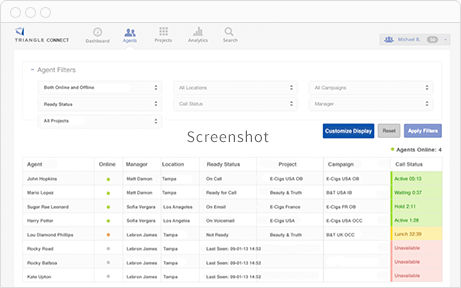 TRIANGLE CONNECT
Dashboard Agents Projects Analytics Search
Michael B.
− Agent Filters
Both Online and Offline All Locations All Campaigns
Ready Status Call Status Manager
All Projects
Screenshot
Customize Display Reset Apply Filters
Agents Online: 4
Agent Online Manager Location Ready Status Project Campaign Call Status
John Hopkins Matt Damon Tampa On Call E-Cigs USA OB E-Cigs USA OB Active 05:13
Mario Lopez Matt Damon Tampa Ready for Call Beauty & Truth B&T USA IB Waiting 0:37
Sugar Rae Leonard Sofia Vergara Los Angeles On Email E-Cigs France E-Cigs FR OB Hold 2:11
Harry Potter Sofia Vergara Los Angeles On Voicemail E-Cigs USA E-Cigs USA OCC Active 1:28
Lou Diamond Phillips Lebron James Tampa Not Ready Beauty & Truth B&T UK OCC Lunch 32:39
Rocky Road Lebron James Tampa Last Seen: 09-01-13 14:52 Unavailable
Rocky Balboa Lebron James Tampa Last Seen: 09-01-13 14:52 Unavailable
Kate Upton Lebron James Tampa Last Seen: 09-01-13 14:52 Unavailable